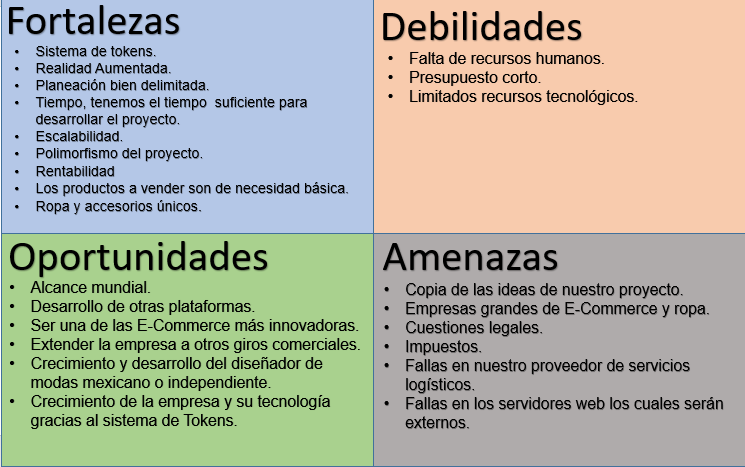 Fortalezas
• Sistema de tokens.
• Realidad Aumentada.
• Planeación bien delimitada.
• Tiempo, tenemos el tiempo suficiente para
desarrollar el proyecto.
• Escalabilidad.
• Polimorfismo del proyecto.
• Rentabilidad
• Los productos a vender son de necesidad básica.
• Ropa y accesorios únicos.
Debilidades
• Falta de recursos humanos.
• Presupuesto corto.
• Limitados recursos tecnológicos.
Oportunidades
• Alcance mundial.
• Desarrollo de otras plataformas.
• Ser una de las E-Commerce más innovadoras.
• Extender la empresa a otros giros comerciales.
• Crecimiento y desarrollo del diseñador de
modas mexicano o independiente.
• Crecimiento de la empresa y su tecnología
gracias al sistema de Tokens.
Amenazas
• Copia de las ideas de nuestro proyecto.
• Empresas grandes de E-Commerce y ropa.
• Cuestiones legales.
• Impuestos.
• Fallas en nuestro proveedor de servicios
logísticos.
• Fallas en los servidores web los cuales serán
externos.